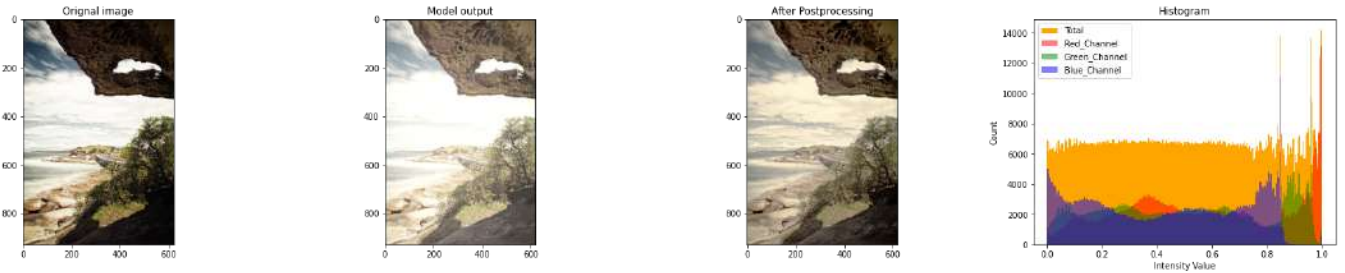 Orignal image
0
200
400
600
800
0 200 400 600
Model output
0
200
400
600
800
0 200 400 600
After Postprocessing
0
200
400
600
800
0 200 400 600
Histogram
Total
Red_Channel
Green_Channel
Blue_Channel
14000
12000
10000
8000
6000
4000
2000
0
Count
0.0 0.2 0.4 0.6 0.8 1.0
Intensity Value